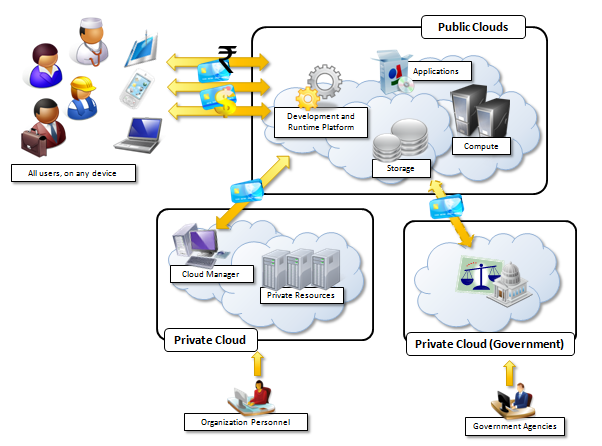 Public Clouds
Applications
Development and
Runtime Platform
Compute
Storage
All users, on any device
Cloud Manager
Private Resources
Private Cloud
Private Cloud (Government)
Organization Personnel
Government Agencies